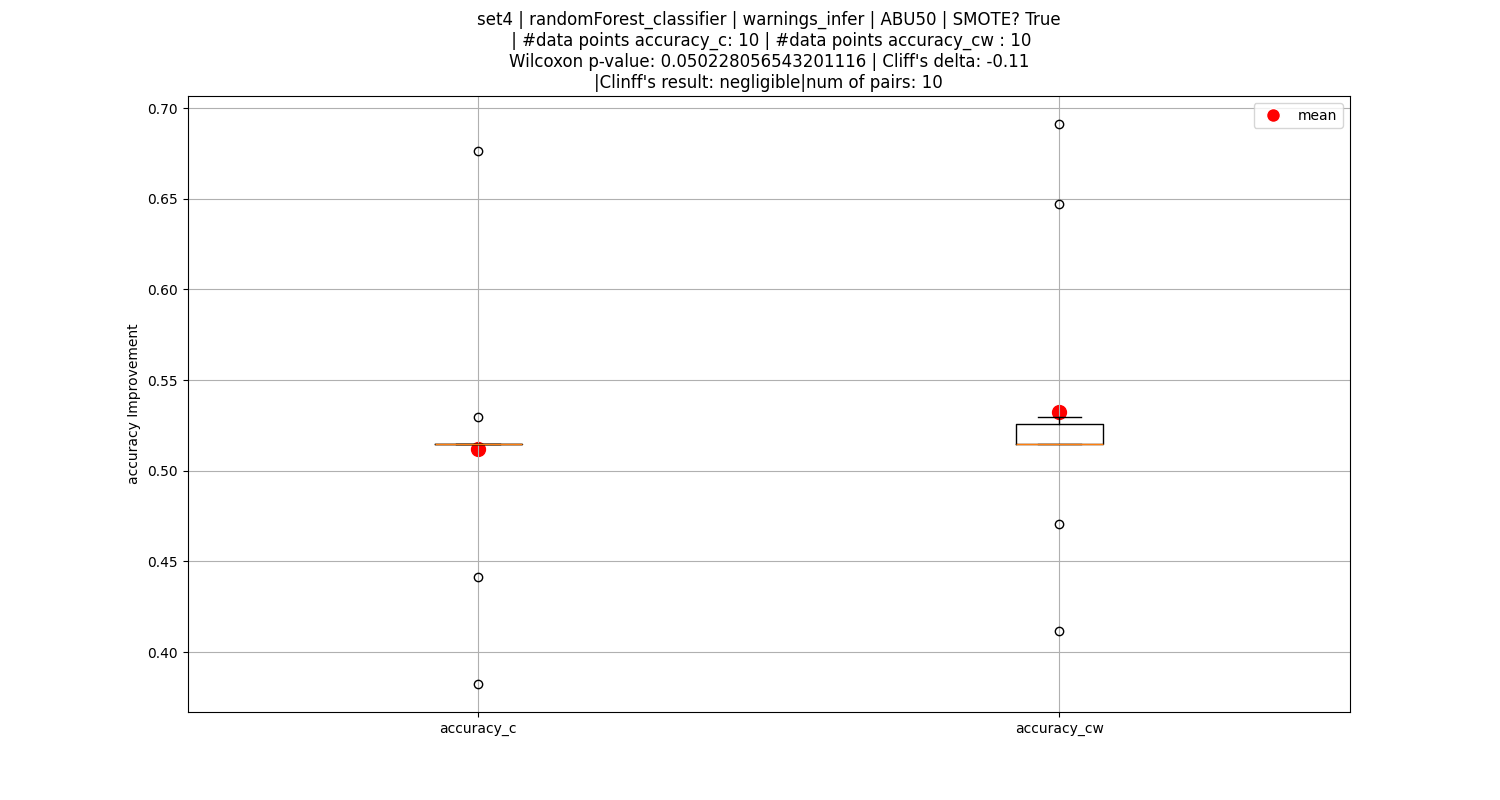 set4 | randomForest_classifier | warnings_infer | ABU50 | SMOTE? True
| #data points accuracy_c: 10 | #data points accuracy_cw : 10
Wilcoxon p-value: 0.050228056543201116 | Cliff's delta: -0.11
|Clinff's result: negligible|num of pairs: 10
mean
accuracy Improvement
0.70
0.65
0.60
0.55
0.50
0.45
0.40
accuracy_c
accuracy_cw